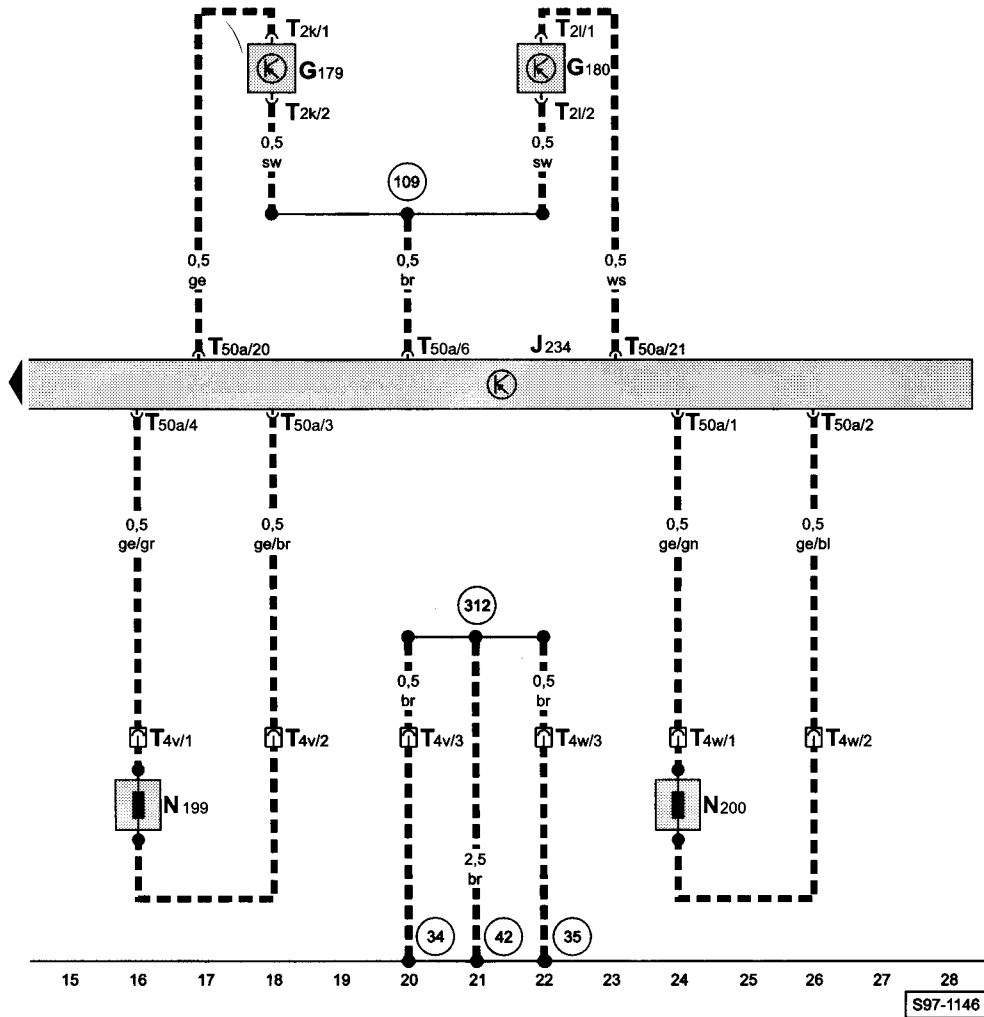 T2k/1
T2l/1
G179
G180
T2k/2
T2l/2
0,5
sw
0,5
sw
109
0,5
ge
0,5
br
0,5
ws
T50a/20
T50a/6
J234
T50a/21
T50a/4
T50a/3
T50a/1
T50a/2
0,5
ge/gr
0,5
ge/br
0,5
ge/gn
0,5
ge/bl
312
0,5
br
0,5
br
T4v/1
T4v/2
T4v/3
T4w/3
T4w/1
T4w/2
N199
N200
2,5
br
34
42
35
15 16 17 18 19 20 21 22 23 24 25 26 27 28
S97-1146